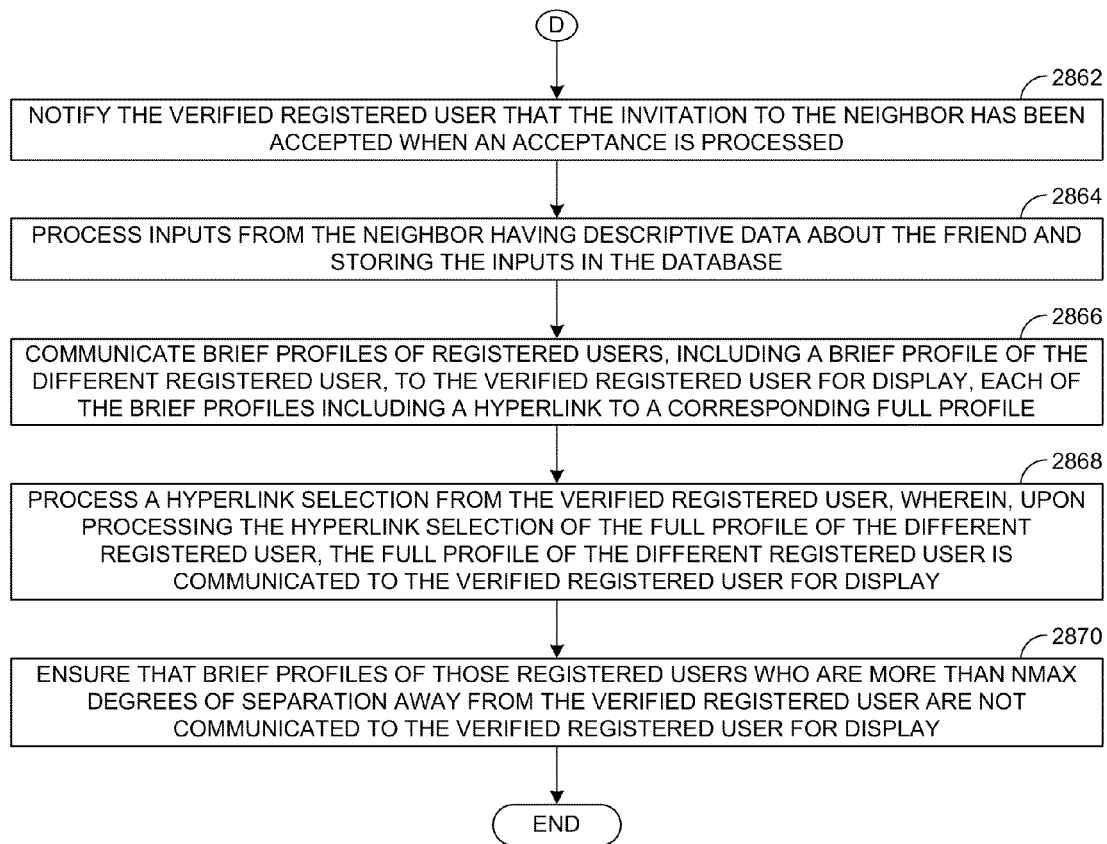 D
2862
NOTIFY THE VERIFIED REGISTERED USER THAT THE INVITATION TO THE NEIGHBOR HAS BEEN
ACCEPTED WHEN AN ACCEPTANCE IS PROCESSED
2864
PROCESS INPUTS FROM THE NEIGHBOR HAVING DESCRIPTIVE DATA ABOUT THE FRIEND AND
STORING THE INPUTS IN THE DATABASE
2866
COMMUNICATE BRIEF PROFILES OF REGISTERED USERS, INCLUDING A BRIEF PROFILE OF THE
DIFFERENT REGISTERED USER, TO THE VERIFIED REGISTERED USER FOR DISPLAY, EACH OF
THE BRIEF PROFILES INCLUDING A HYPERLINK TO A CORRESPONDING FULL PROFILE
2868
PROCESS A HYPERLINK SELECTION FROM THE VERIFIED REGISTERED USER, WHEREIN, UPON
PROCESSING THE HYPERLINK SELECTION OF THE FULL PROFILE OF THE DIFFERENT
REGISTERED USER, THE FULL PROFILE OF THE DIFFERENT REGISTERED USER IS
COMMUNICATED TO THE VERIFIED REGISTERED USER FOR DISPLAY
2870
ENSURE THAT BRIEF PROFILES OF THOSE REGISTERED USERS WHO ARE MORE THAN NMAX
DEGREES OF SEPARATION AWAY FROM THE VERIFIED REGISTERED USER ARE NOT
COMMUNICATED TO THE VERIFIED REGISTERED USER FOR DISPLAY
END